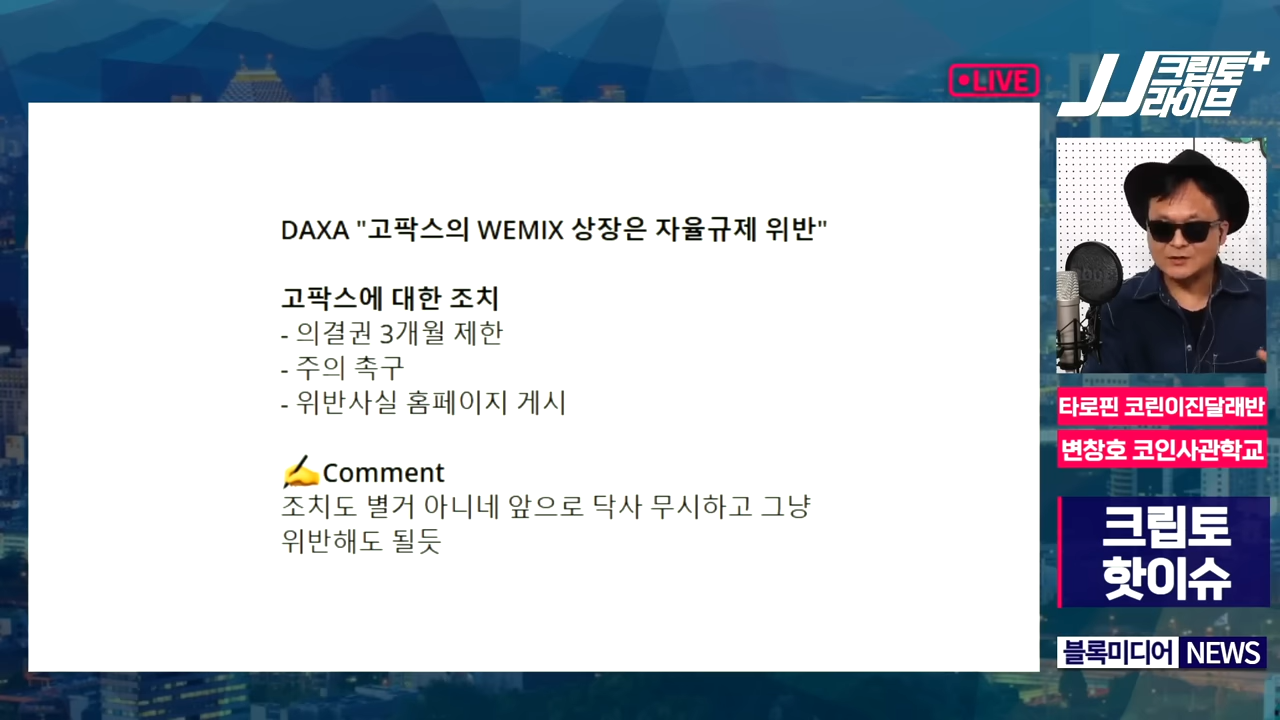 LIVE
JJ 크립토+
라이브
DAXA "고팍스의 WEMIX 상장은 자율규제 위반"
고팍스에 대한 조치
- 의결권 3개월 제한
- 주의 촉구
- 위반사실 홈페이지 게시
✍Comment
조치도 별거 아니네 앞으로 닥사 무시하고 그냥
위반해도 될듯
타로핀 코린이진달래반
변창호 코인사관학교
크립토
핫이슈
블록미디어 NEWS